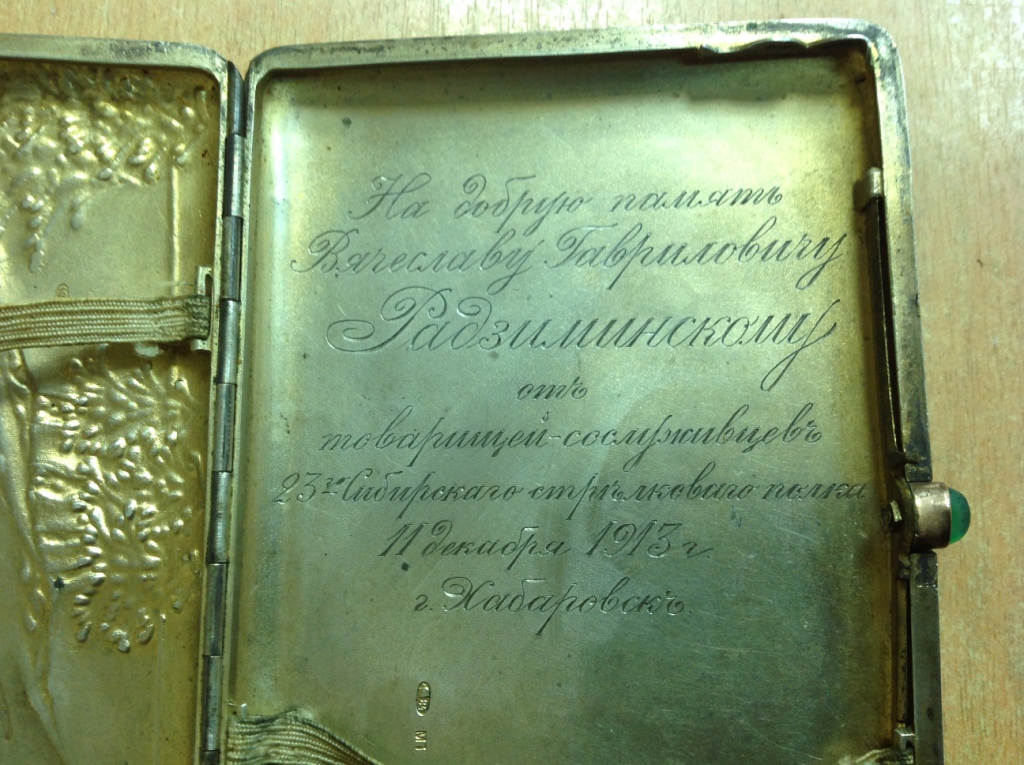 На добрую память
Вячеславу Гавриловичу
Радзиминскому
отъ
товарищей-сослуживцевъ
23го Сибирскаго стрѣлковаго полка
11 декабря 1913 г.
г. Хабаровскъ